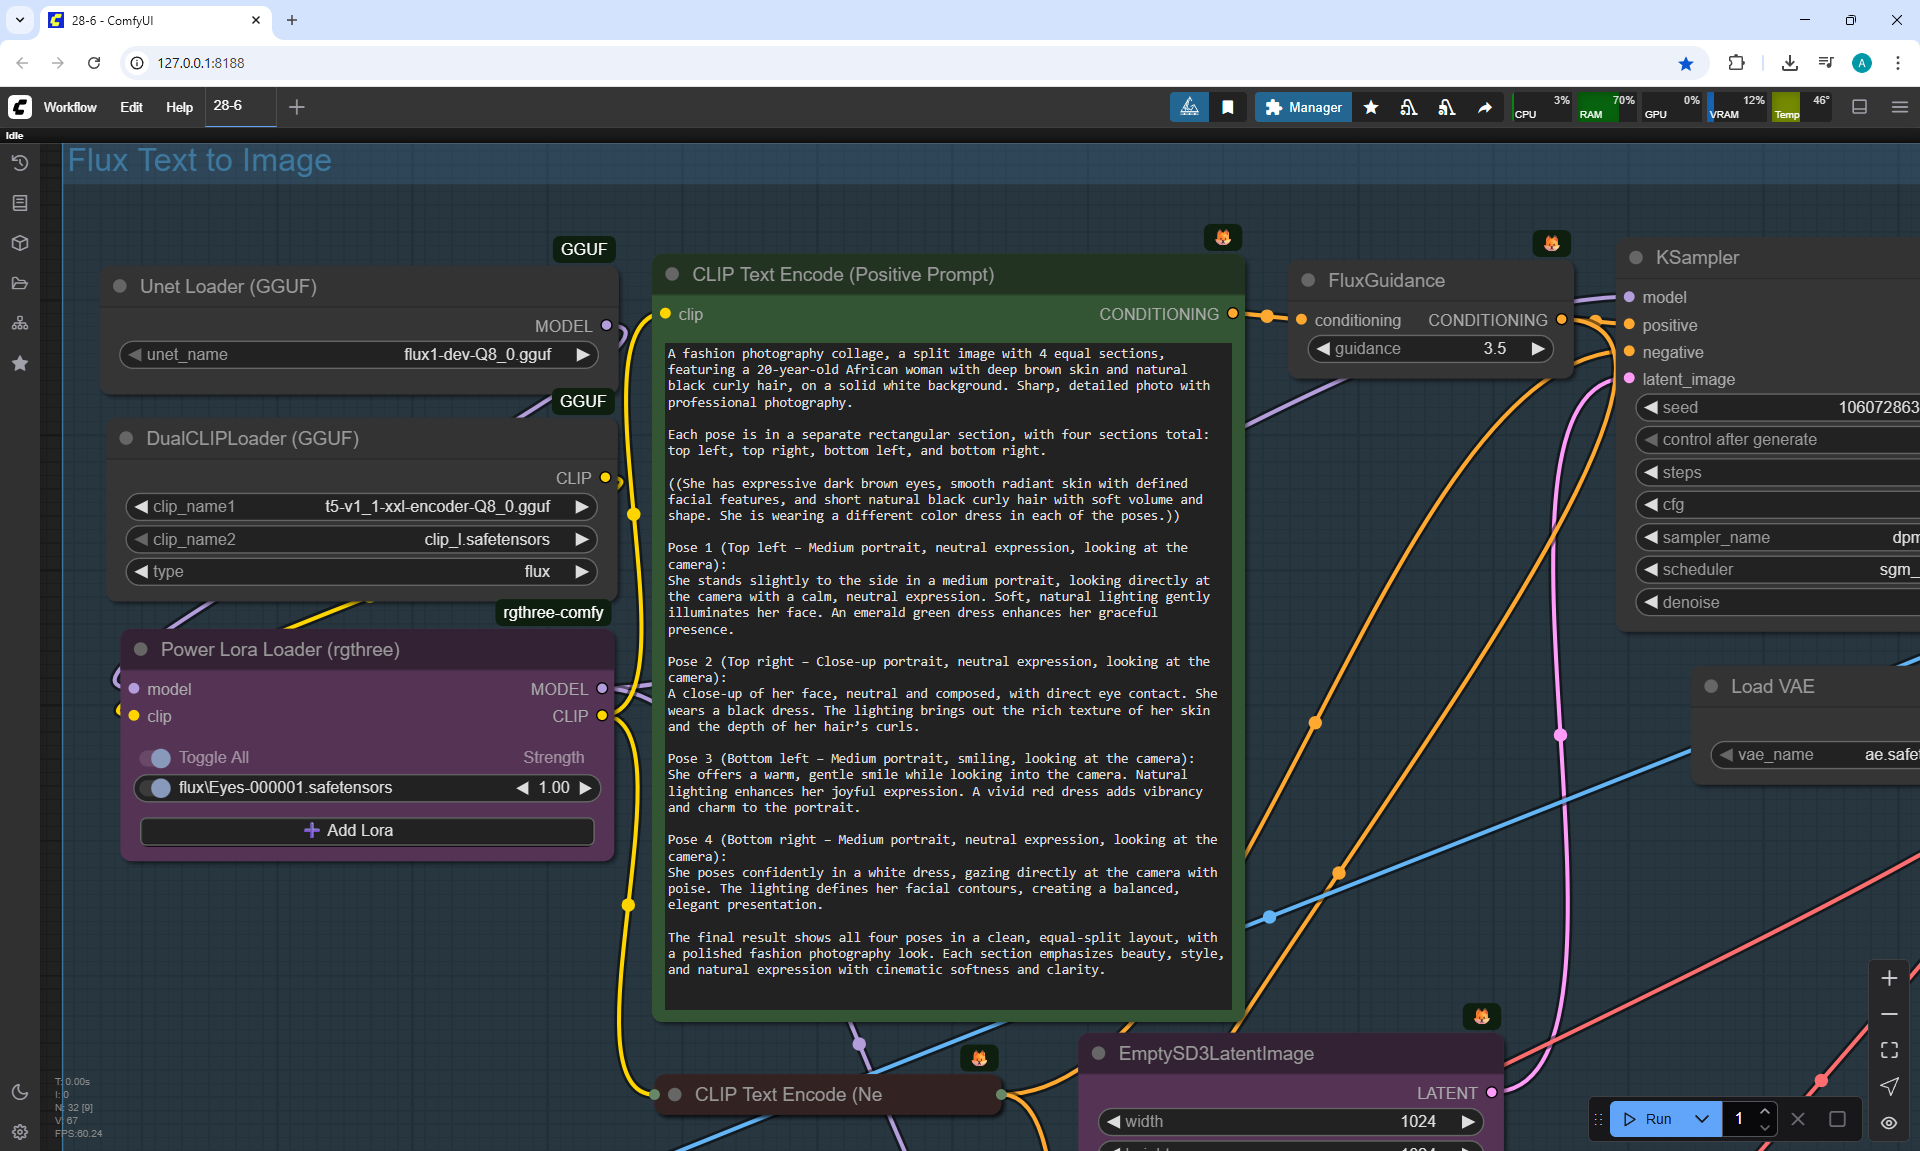 28-6 - ComfyUI
127.0.0.1:8188
Workflow Edit Help 28-6
Manager
CPU 3% RAM 70% GPU 0% VRAM 12% Temp 46°
Idle
Flux Text to Image
GGUF
Unet Loader (GGUF)
MODEL
unet_name flux1-dev-Q8_0.gguf
GGUF
DualCLIPLoader (GGUF)
CLIP
clip_name1 t5-v1_1-xxl-encoder-Q8_0.gguf
clip_name2 clip_l.safetensors
type flux
rgthree-comfy
Power Lora Loader (rgthree)
model MODEL
clip CLIP
Toggle All Strength
flux\Eyes-000001.safetensors 1.00
Add Lora
CLIP Text Encode (Positive Prompt)
clip CONDITIONING
A fashion photography collage, a split image with 4 equal sections,
featuring a 20-year-old African woman with deep brown skin and natural
black curly hair, on a solid white background. Sharp, detailed photo with
professional photography.
Each pose is in a separate rectangular section, with four sections total:
top left, top right, bottom left, and bottom right.
((She has expressive dark brown eyes, smooth radiant skin with defined
facial features, and short natural black curly hair with soft volume and
shape. She is wearing a different color dress in each of the poses.))
Pose 1 (Top left – Medium portrait, neutral expression, looking at the
camera):
She stands slightly to the side in a medium portrait, looking directly at
the camera with a calm, neutral expression. Soft, natural lighting gently
illuminates her face. An emerald green dress enhances her graceful
presence.
Pose 2 (Top right – Close-up portrait, neutral expression, looking at the
camera):
A close-up of her face, neutral and composed, with direct eye contact. She
wears a black dress. The lighting brings out the rich texture of her skin
and the depth of her hair’s curls.
Pose 3 (Bottom left – Medium portrait, smiling, looking at the camera):
She offers a warm, gentle smile while looking into the camera. Natural
lighting enhances her joyful expression. A vivid red dress adds vibrancy
and charm to the portrait.
Pose 4 (Bottom right – Medium portrait, neutral expression, looking at the
camera):
She poses confidently in a white dress, gazing directly at the camera with
poise. The lighting defines her facial contours, creating a balanced,
elegant presentation.
The final result shows all four poses in a clean, equal-split layout, with
a polished fashion photography look. Each section emphasizes beauty, style,
and natural expression with cinematic softness and clarity.
FluxGuidance
conditioning CONDITIONING
guidance 3.5
KSampler
model
positive
negative
latent_image
seed 106072863
control after generate
steps
cfg
sampler_name dpm
scheduler sgm_
denoise
Load VAE
vae_name ae.safet
CLIP Text Encode (Ne
EmptySD3LatentImage
LATENT
width 1024
T: 0.00s
I: 0
N: 32 [9]
V: 67
FPS:60.24
Run 1
A